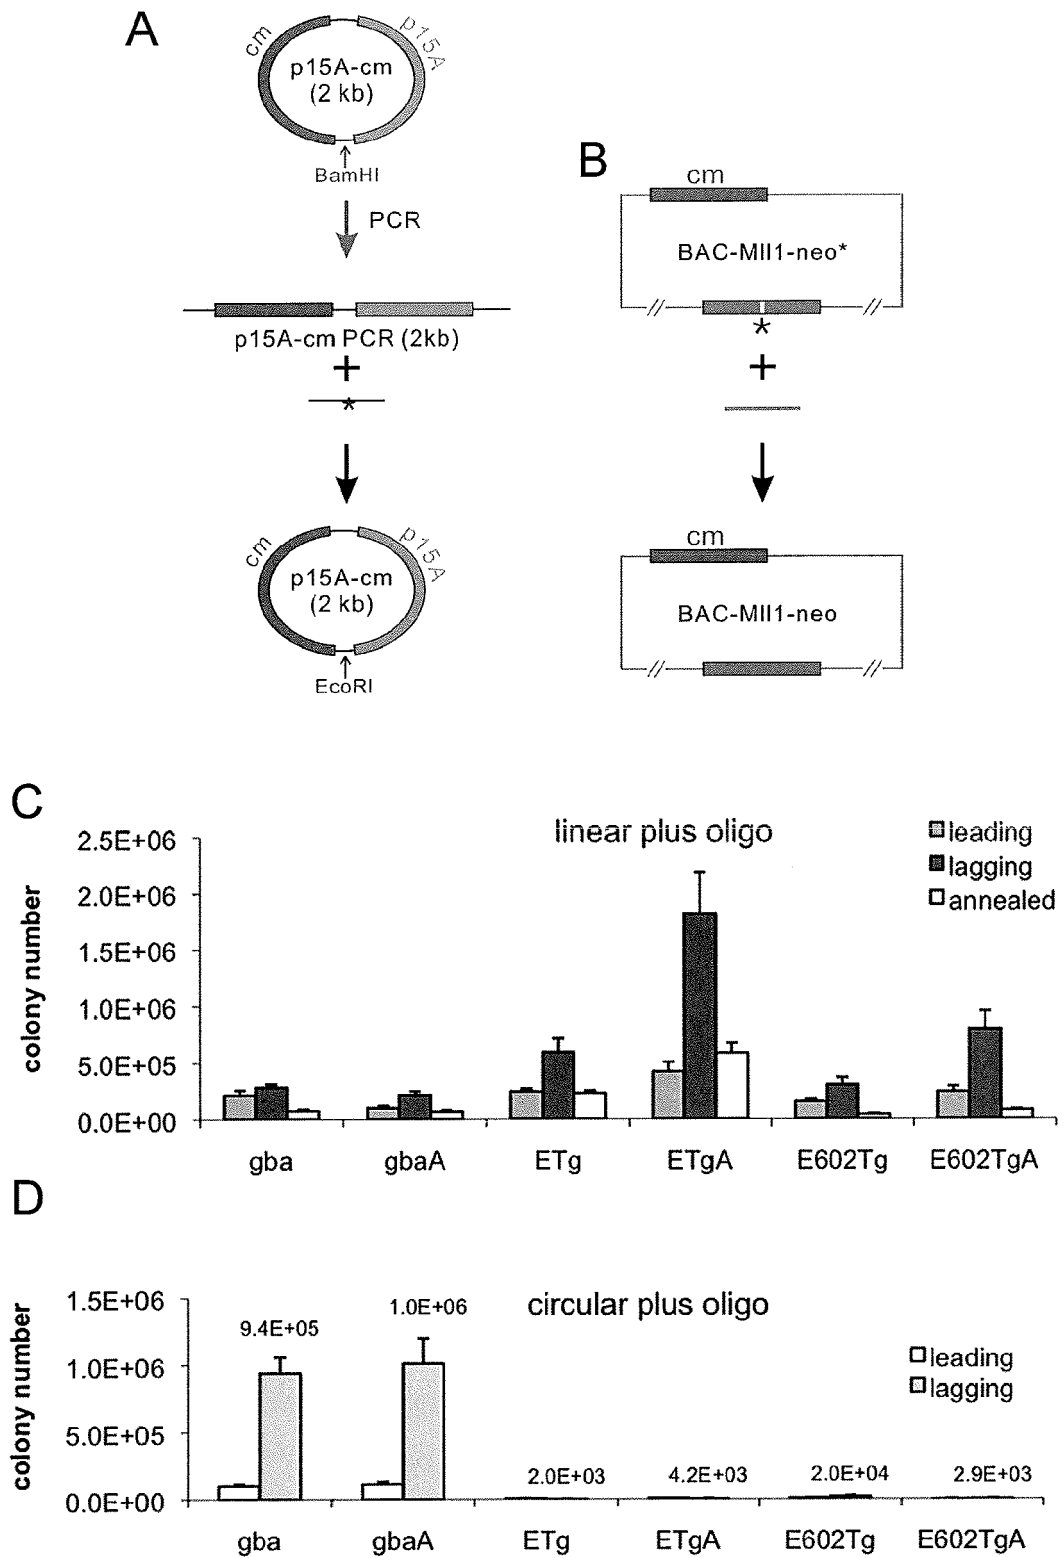 A
cm
p15A
p15A-cm
(2 kb)
BamHI
PCR
p15A-cm PCR (2kb)
+
*
cm
p15A
p15A-cm
(2 kb)
EcoRI
B
cm
BAC-Mll1-neo*
*
+
cm
BAC-Mll1-neo
C
linear plus oligo
leading
lagging
annealed
colony number
2.5E+06
2.0E+06
1.5E+06
1.0E+06
5.0E+05
0.0E+00
gba gbaA ETg ETgA E602Tg E602TgA
D
circular plus oligo
leading
lagging
colony number
1.5E+06
1.0E+06
5.0E+05
0.0E+00
9.4E+05 1.0E+06 2.0E+03 4.2E+03 2.0E+04 2.9E+03
gba gbaA ETg ETgA E602Tg E602TgA